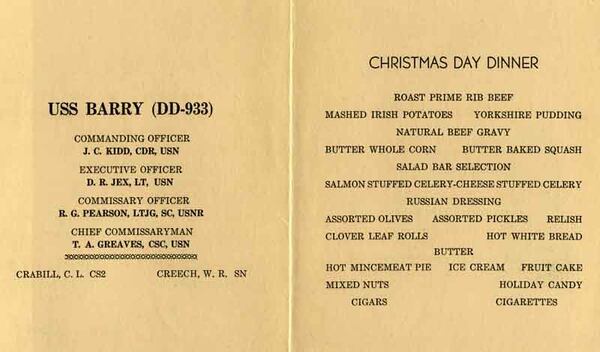 USS BARRY (DD-933)
COMMANDING OFFICER
J. C. KIDD, CDR, USN
EXECUTIVE OFFICER
D. R. JEX, LT, USN
COMMISSARY OFFICER
R. G. PEARSON, LTJG, SC, USNR
CHIEF COMMISSARYMAN
T. A. GREAVES, CSC, USN
CRABILL, C. L. CS2 CREECH, W. R. SN
CHRISTMAS DAY DINNER
ROAST PRIME RIB BEEF
MASHED IRISH POTATOES YORKSHIRE PUDDING
NATURAL BEEF GRAVY
BUTTER WHOLE CORN BUTTER BAKED SQUASH
SALAD BAR SELECTION
SALMON STUFFED CELERY-CHEESE STUFFED CELERY
RUSSIAN DRESSING
ASSORTED OLIVES ASSORTED PICKLES RELISH
CLOVER LEAF ROLLS HOT WHITE BREAD
BUTTER
HOT MINCEMEAT PIE ICE CREAM FRUIT CAKE
MIXED NUTS HOLIDAY CANDY
CIGARS CIGARETTES